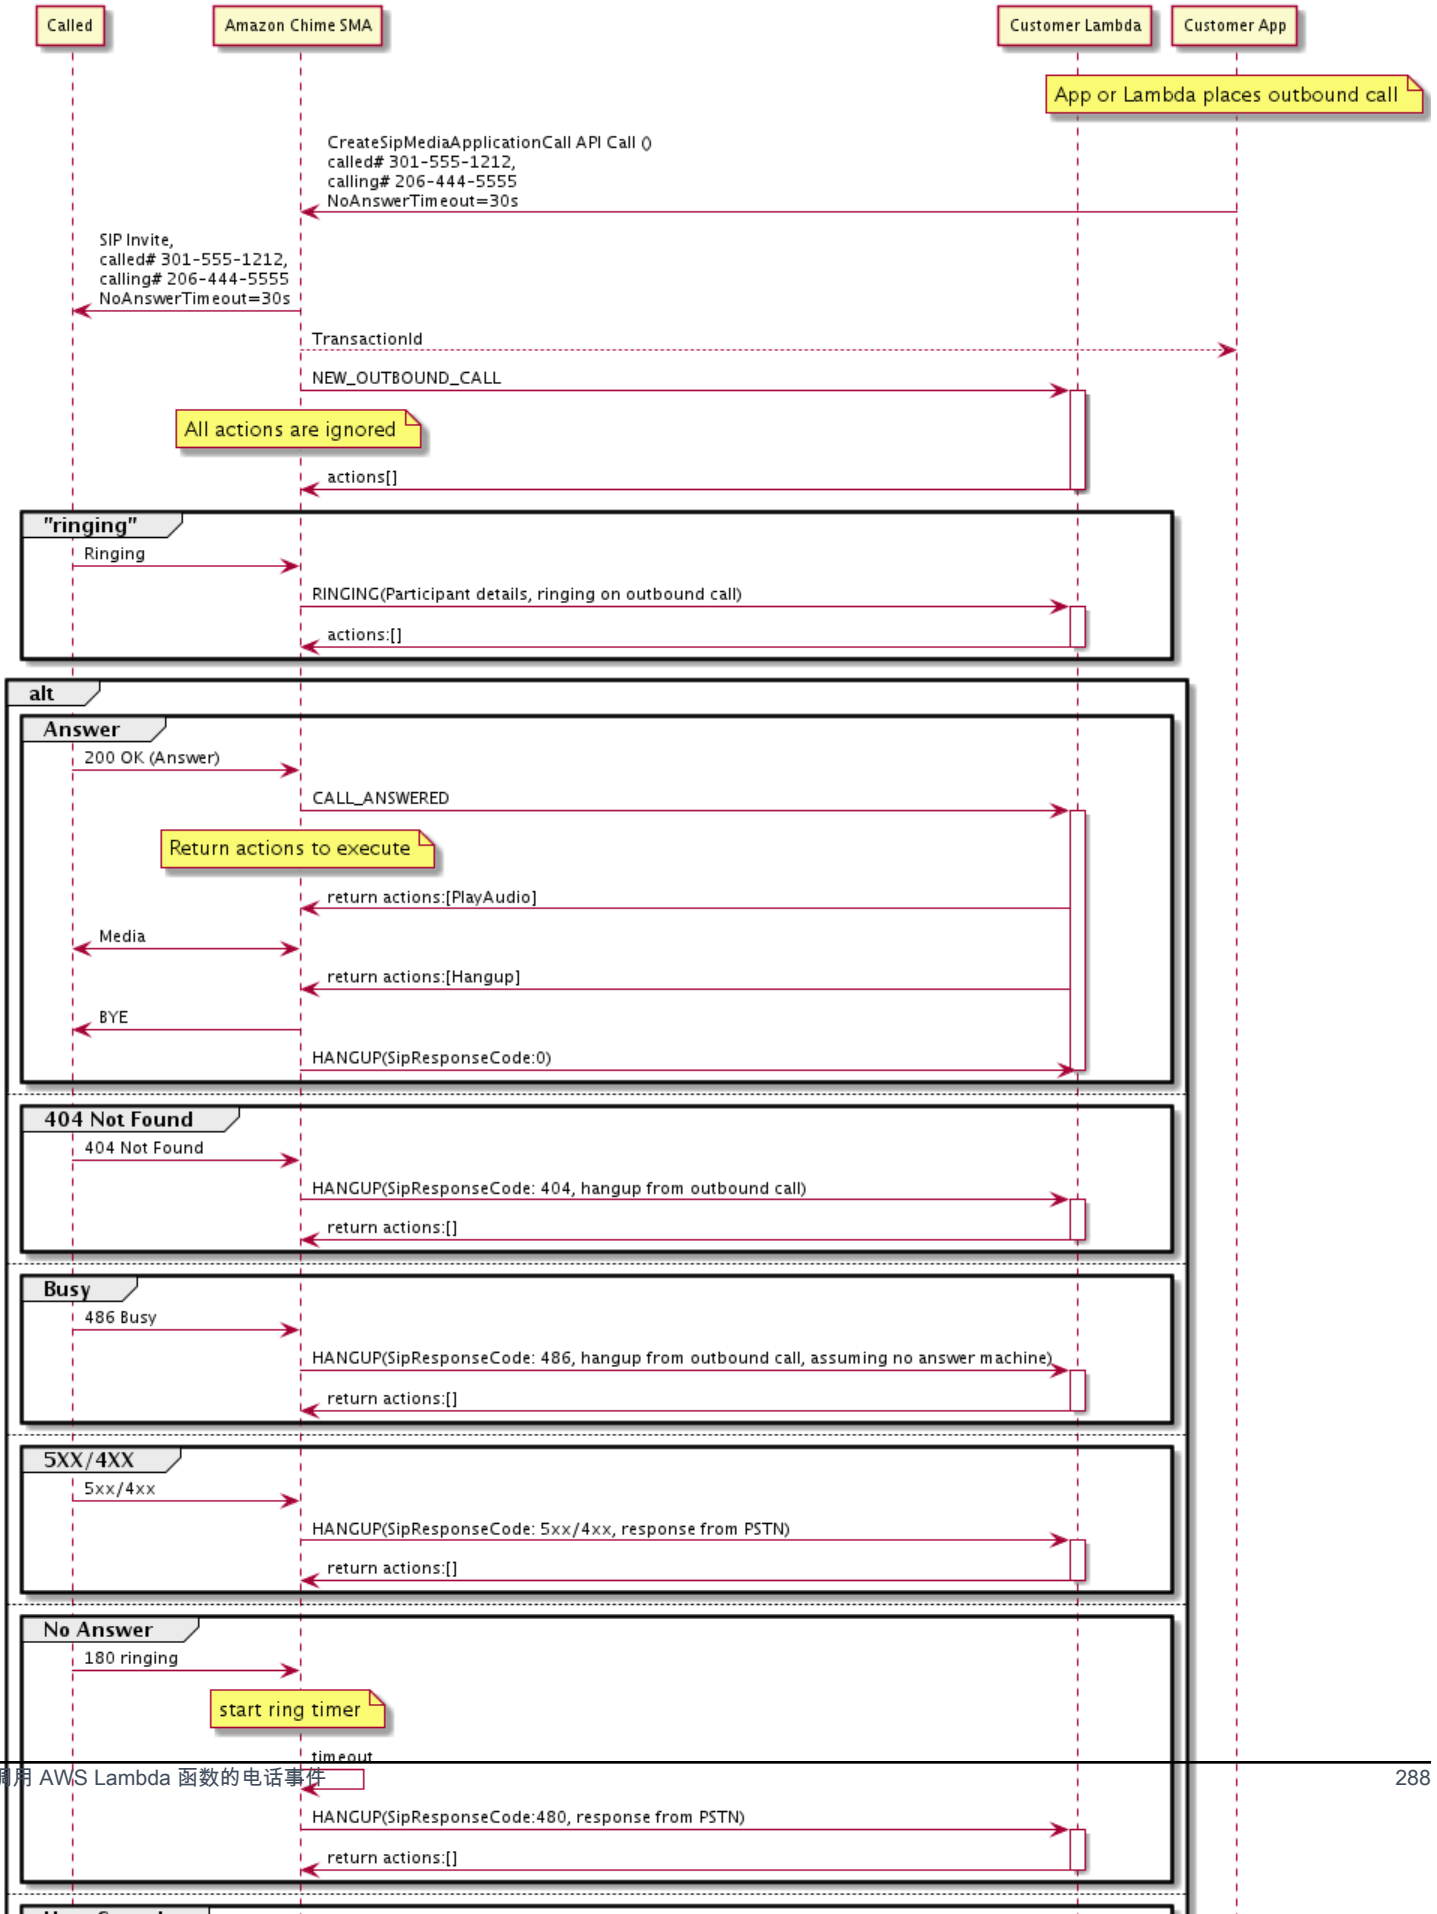 Called
Amazon Chime SMA
Customer Lambda
Customer App
App or Lambda places outbound call
CreateSipMediaApplicationCall API Call ()
called# 301-555-1212,
calling# 206-444-5555
NoAnswerTimeout=30s
SIP Invite,
called# 301-555-1212,
calling# 206-444-5555
NoAnswerTimeout=30s
TransactionId
NEW_OUTBOUND_CALL
All actions are ignored
actions[]
"ringing"
Ringing
RINGING(Participant details, ringing on outbound call)
actions:[]
alt
Answer
200 OK (Answer)
CALL_ANSWERED
Return actions to execute
return actions:[PlayAudio]
Media
return actions:[Hangup]
BYE
HANGUP(SipResponseCode:0)
404 Not Found
404 Not Found
HANGUP(SipResponseCode: 404, hangup from outbound call)
return actions:[]
Busy
486 Busy
HANGUP(SipResponseCode: 486, hangup from outbound call, assuming no answer machine)
return actions:[]
5XX/4XX
5xx/4xx
HANGUP(SipResponseCode: 5xx/4xx, response from PSTN)
return actions:[]
No Answer
180 ringing
start ring timer
timeout
用 AWS Lambda 函数的电话事件 288
HANGUP(SipResponseCode:480, response from PSTN)
return actions:[]